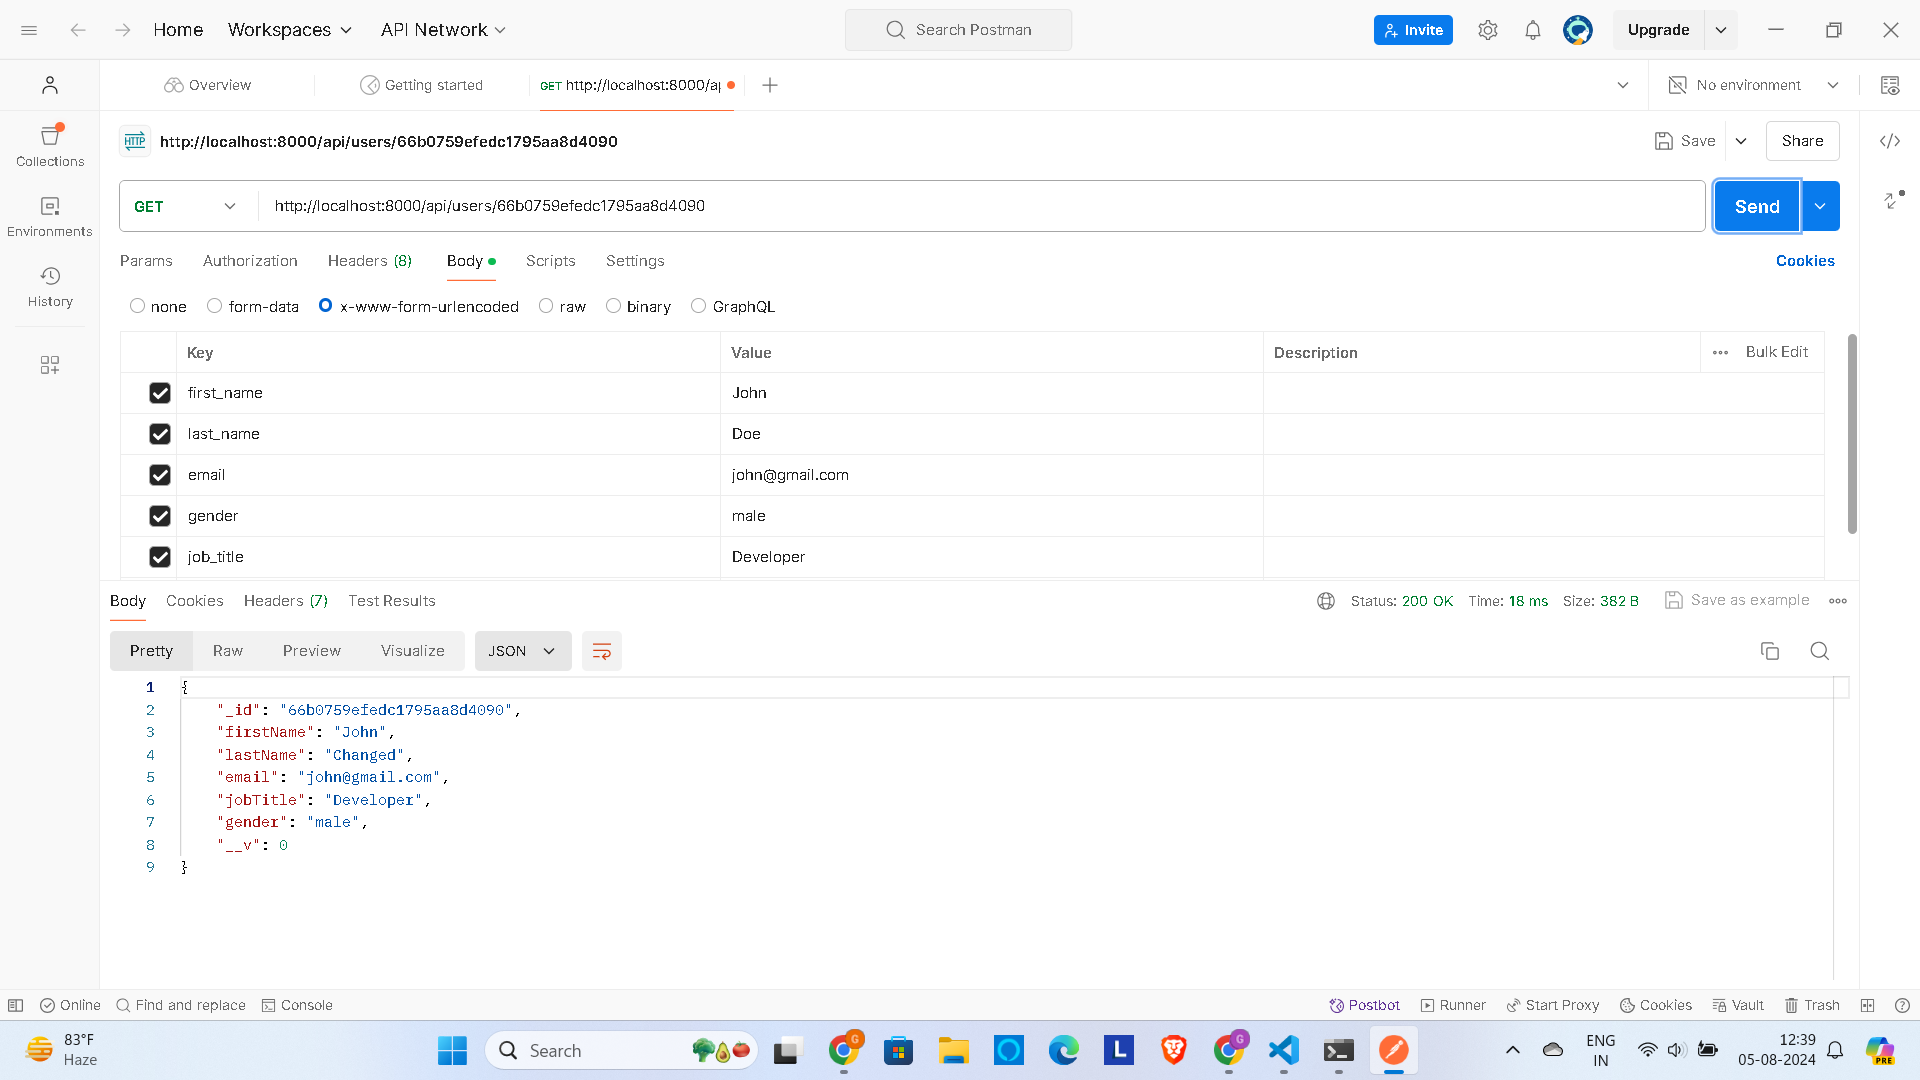 Home Workspaces API Network Search Postman Invite Upgrade
Overview Getting started GET http://localhost:8000/ap No environment
HTTP http://localhost:8000/api/users/66b0759efedc1795aa8d4090 Save Share
Collections
GET http://localhost:8000/api/users/66b0759efedc1795aa8d4090 Send
Environments
Params Authorization Headers (8) Body Scripts Settings Cookies
History
none form-data x-www-form-urlencoded raw binary GraphQL
Key Value Description Bulk Edit
first_name John
last_name Doe
email john@gmail.com
gender male
job_title Developer
Body Cookies Headers (7) Test Results Status: 200 OK Time: 18 ms Size: 382 B Save as example
Pretty Raw Preview Visualize JSON
1 {
2 "_id": "66b0759efedc1795aa8d4090",
3 "firstName": "John",
4 "lastName": "Changed",
5 "email": "john@gmail.com",
6 "jobTitle": "Developer",
7 "gender": "male",
8 "__v": 0
9 }
Online Find and replace Console Postbot Runner Start Proxy Cookies Vault Trash
83°F
Haze
Search
G
L
G
PRE
ENG
IN
12:39
05-08-2024